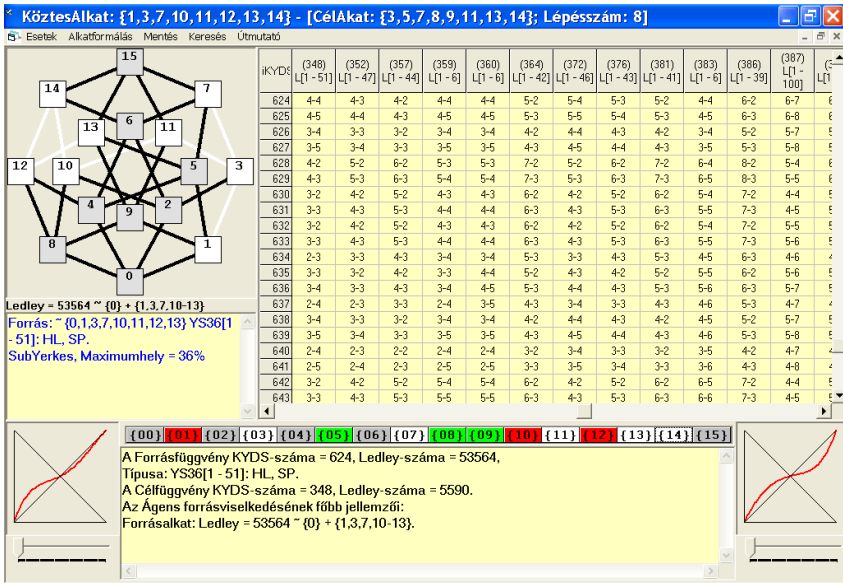 KöztesAlkat: {1,3,7,10,11,12,13,14} - [CélAkat: {3,5,7,8,9,11,13,14}; Lépésszám: 8]
Esetek Alkatformálás Mentés Keresés Útmutató
15
14 7
6
13 11
12 10 5 3
4 9 2
8 1
0
Ledley = 53564 ~ {0} + {1,3,7,10-13}
Forrás: ~ {0,1,3,7,10,11,12,13} YS36[1
- 51]: HL, SP.
SubYerkes, Maximumhely = 36%
iKYDS (348) L[1 - 51] (352) L[1 - 47] (357) L[1 - 44] (359) L[1 - 6] (360) L[1 - 6] (364) L[1 - 42] (372) L[1 - 46] (376) L[1 - 43] (381) L[1 - 41] (383) L[1 - 6] (386) L[1 - 39] (387) L[1 - 100]
624 4-4 4-3 4-2 4-4 4-4 5-2 5-4 5-3 5-2 4-4 6-2 6-7
625 4-5 4-4 4-3 4-5 4-5 5-3 5-5 5-4 5-3 4-5 6-3 6-8
626 3-4 3-3 3-2 3-4 3-4 4-2 4-4 4-3 4-2 3-4 5-2 5-7
627 3-5 3-4 3-3 3-5 3-5 4-3 4-5 4-4 4-3 3-5 5-3 5-8
628 4-2 5-2 6-2 5-3 5-3 7-2 5-2 6-2 7-2 6-4 8-2 5-4
629 4-3 5-3 6-3 5-4 5-4 7-3 5-3 6-3 7-3 6-5 8-3 5-5
630 3-2 4-2 5-2 4-3 4-3 6-2 4-2 5-2 6-2 5-4 7-2 4-4
631 3-3 4-3 5-3 4-4 4-4 6-3 4-3 5-3 6-3 5-5 7-3 4-5
632 3-2 4-2 5-2 4-3 4-3 6-2 4-2 5-2 6-2 5-4 7-2 5-5
633 3-3 4-3 5-3 4-4 4-4 6-3 4-3 5-3 6-3 5-5 7-3 5-6
634 2-3 3-3 4-3 3-4 3-4 5-3 3-3 4-3 5-3 4-5 6-3 4-6
635 3-3 3-2 4-2 3-3 4-4 5-2 4-3 4-2 5-2 5-5 6-2 4-6
636 3-4 3-3 4-3 3-4 4-5 5-3 4-4 4-3 5-3 5-6 6-3 5-7
637 2-4 2-3 3-3 2-4 3-5 4-3 3-4 3-3 4-3 4-6 5-3 4-7
638 3-4 3-3 3-2 3-4 3-4 4-2 4-4 4-3 4-2 4-5 5-2 5-7
639 3-5 3-4 3-3 3-5 3-5 4-3 4-5 4-4 4-3 4-6 5-3 5-8
640 2-4 2-3 2-2 2-4 2-4 3-2 3-4 3-3 3-2 3-5 4-2 4-7
641 2-5 2-4 2-3 2-5 2-5 3-3 3-5 3-4 3-3 3-6 4-3 4-8
642 3-2 4-2 5-2 5-4 5-4 6-2 4-2 5-2 6-2 6-5 7-2 4-4
643 3-3 4-3 5-3 5-5 5-5 6-3 4-3 5-3 6-3 6-6 7-3 4-5
{00} {01} {02} {03} {04} {05} {06} {07} {08} {09} {10} {11} {12} {13} {14} {15}
A Forrásfüggvény KYDS-száma = 624, Ledley-száma = 53564,
Típusa: YS36[1 - 51]: HL, SP.
A Célfüggvény KYDS-száma = 348, Ledley-száma = 5590.
Az Ágens forrásviselkedésének főbb jellemzői:
Forrásalkat: Ledley = 53564 ~ {0} + {1,3,7,10-13}.